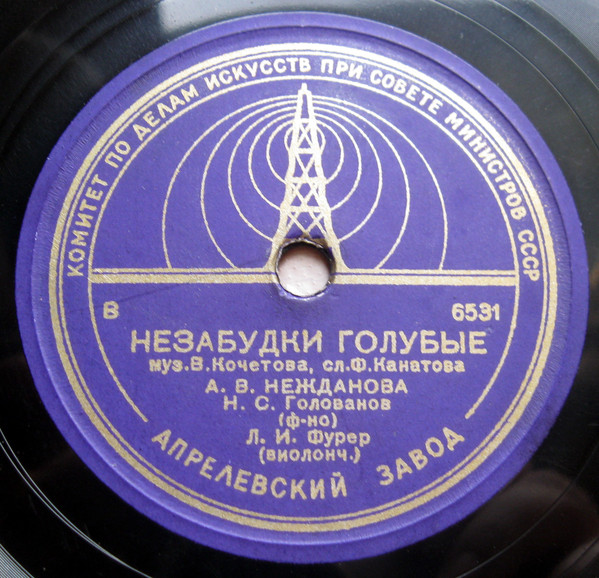 КОМИТЕТ ПО ДЕЛАМ ИСКУССТВ ПРИ СОВЕТЕ МИНИСТРОВ СССР
В 6531
НЕЗАБУДКИ ГОЛУБЫЕ
муз.В.Кочетова, сл.Ф.Канатова
А. В. НЕЖДАНОВА
Н. С. Голованов
(ф-но)
Л. И. Фурер
(виолонч.)
АПРЕЛЕВСКИЙ ЗАВОД